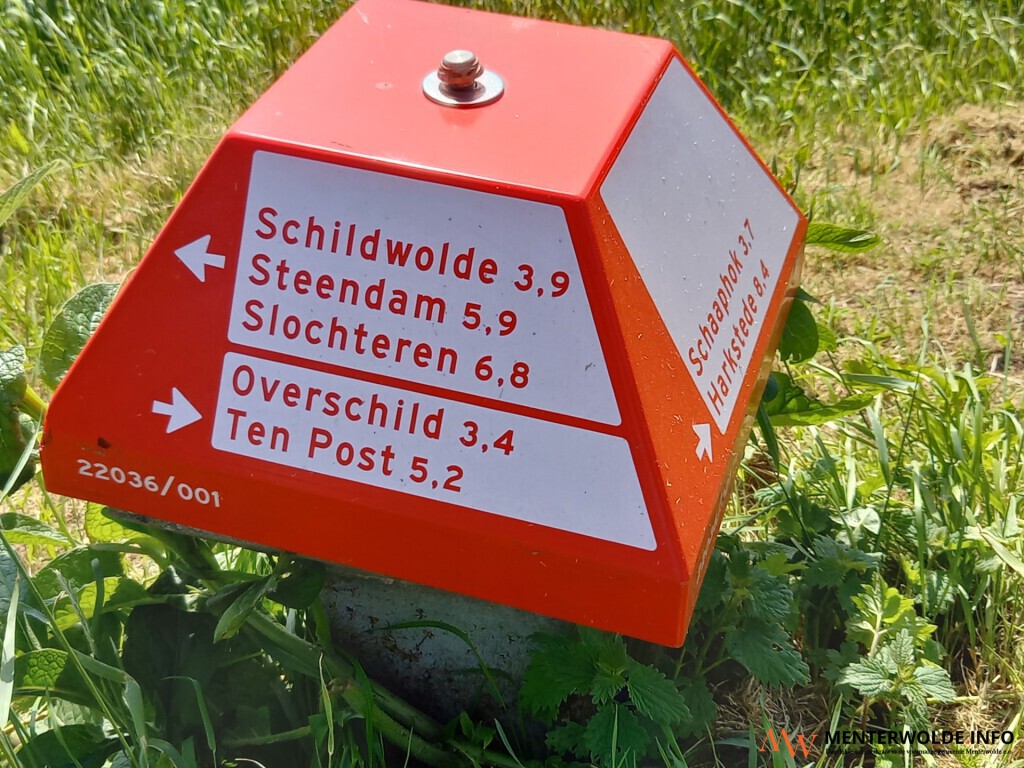 Schildwolde 3,9
Steendam 5,9
Slochteren 6,8
Overschild 3,4
Ten Post 5,2
22036/001
Schaaphok 3,7
Harkstede 8,4
MENTERWOLDE.INFO